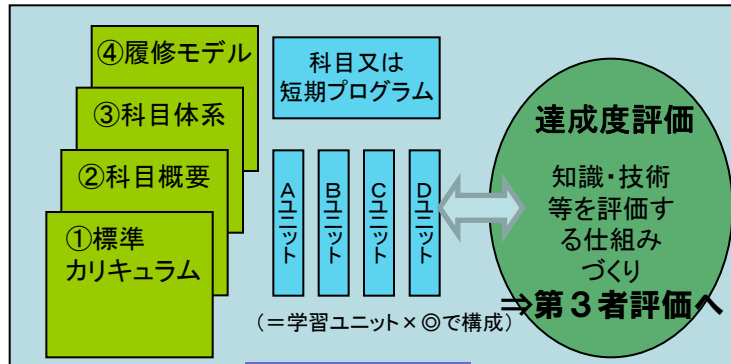 ④履修モデル
③科目体系
②科目概要
①標準
カリキュラム
科目又は
短期プログラム
Aユニット
Bユニット
Cユニット
Dユニット
(=学習ユニット×◎で構成)
達成度評価
知識・技術
等を評価す
る仕組み
づくり
⇒第３者評価へ